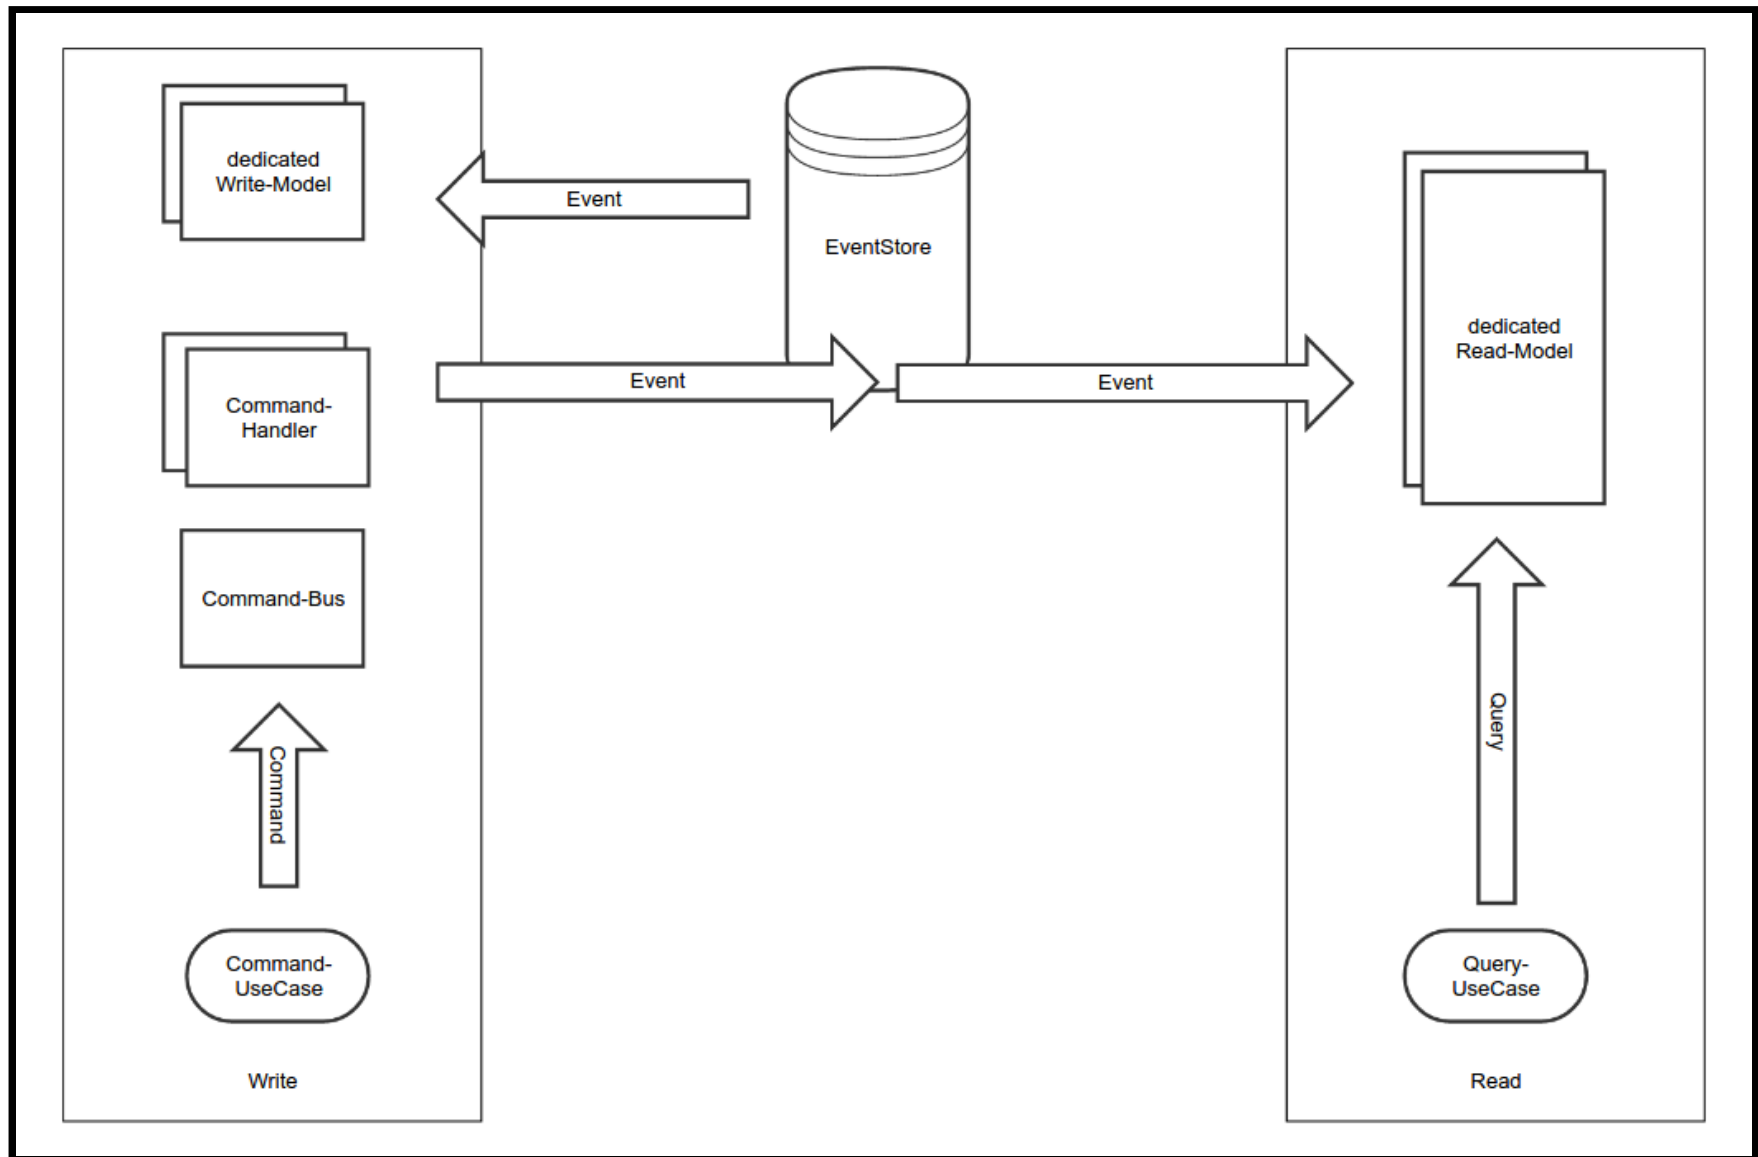 dedicated
Write-Model
Event
EventStore
dedicated
Read-Model
Command-
Handler
Event
Event
Command-Bus
Command
Query
Command-
UseCase
Query-
UseCase
Write
Read